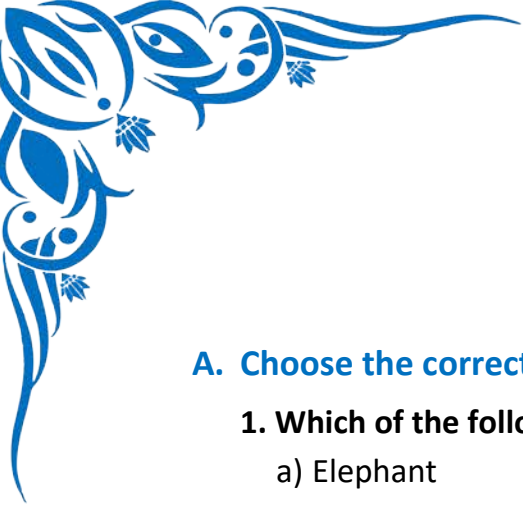 A. Choose the correct
1. Which of the follo
a) Elephant